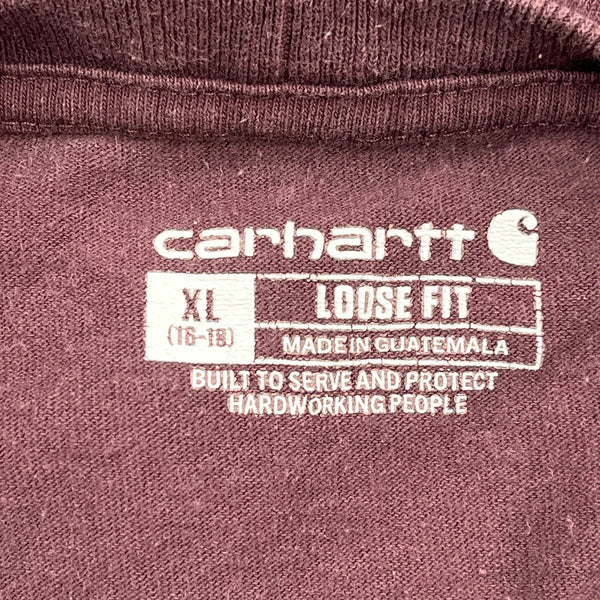 carhartt
XL
(16-18)
LOOSE FIT
MADE IN GUATEMALA
BUILT TO SERVE AND PROTECT
HARDWORKING PEOPLE